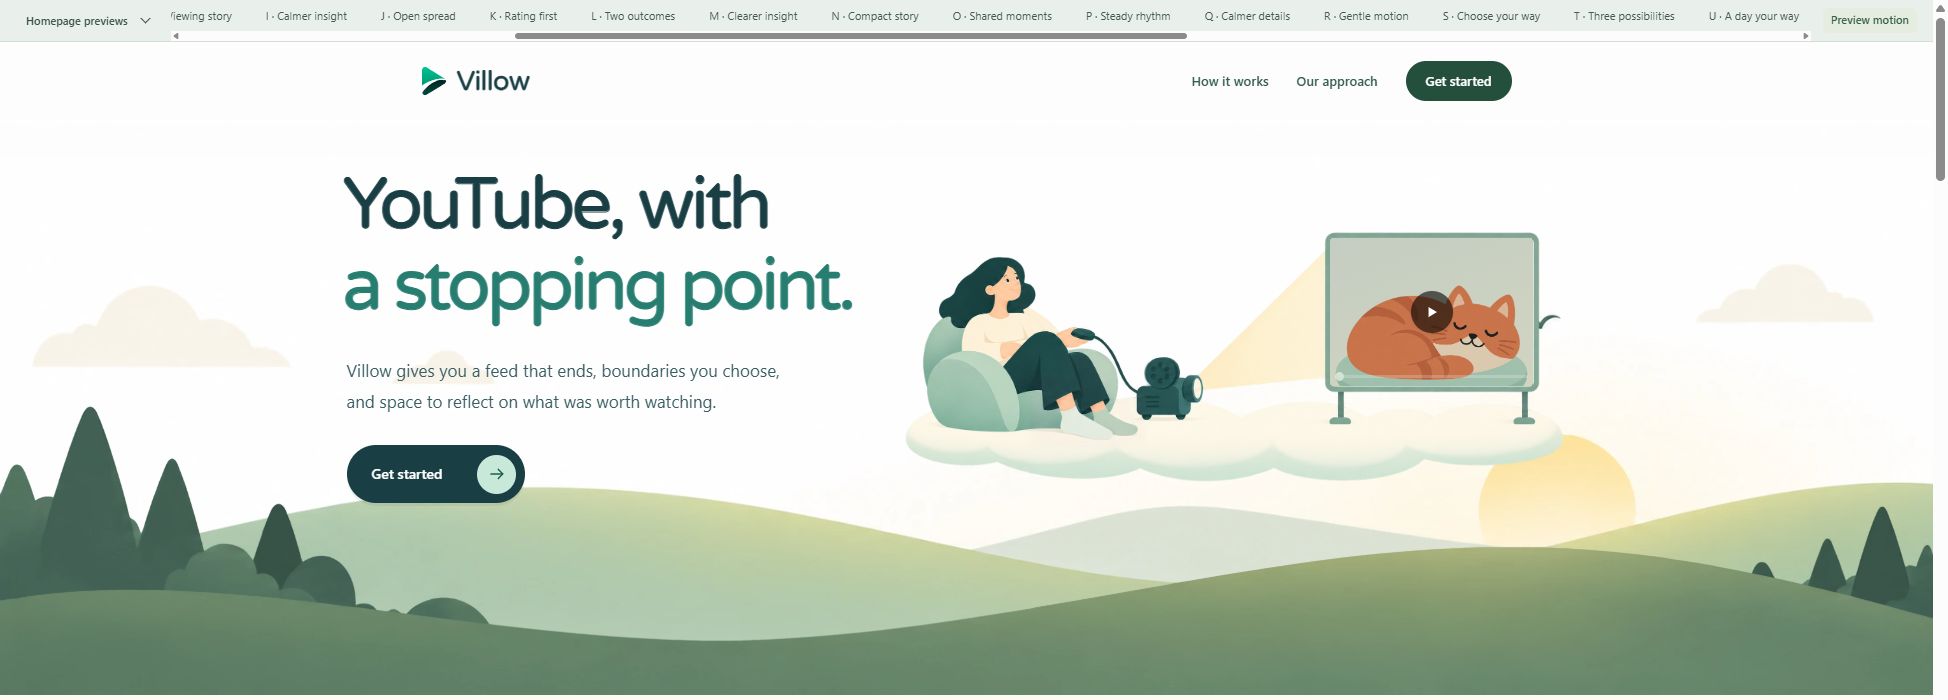 Homepage previews
Viewing story
I · Calmer insight
J · Open spread
K · Rating first
L · Two outcomes
M · Clearer insight
N · Compact story
O · Shared moments
P · Steady rhythm
Q · Calmer details
R · Gentle motion
S · Choose your way
T · Three possibilities
U · A day your way
Preview motion
Villow
How it works
Our approach
Get started
YouTube, with
a stopping point.
Villow gives you a feed that ends, boundaries you choose,
and space to reflect on what was worth watching.
Get started